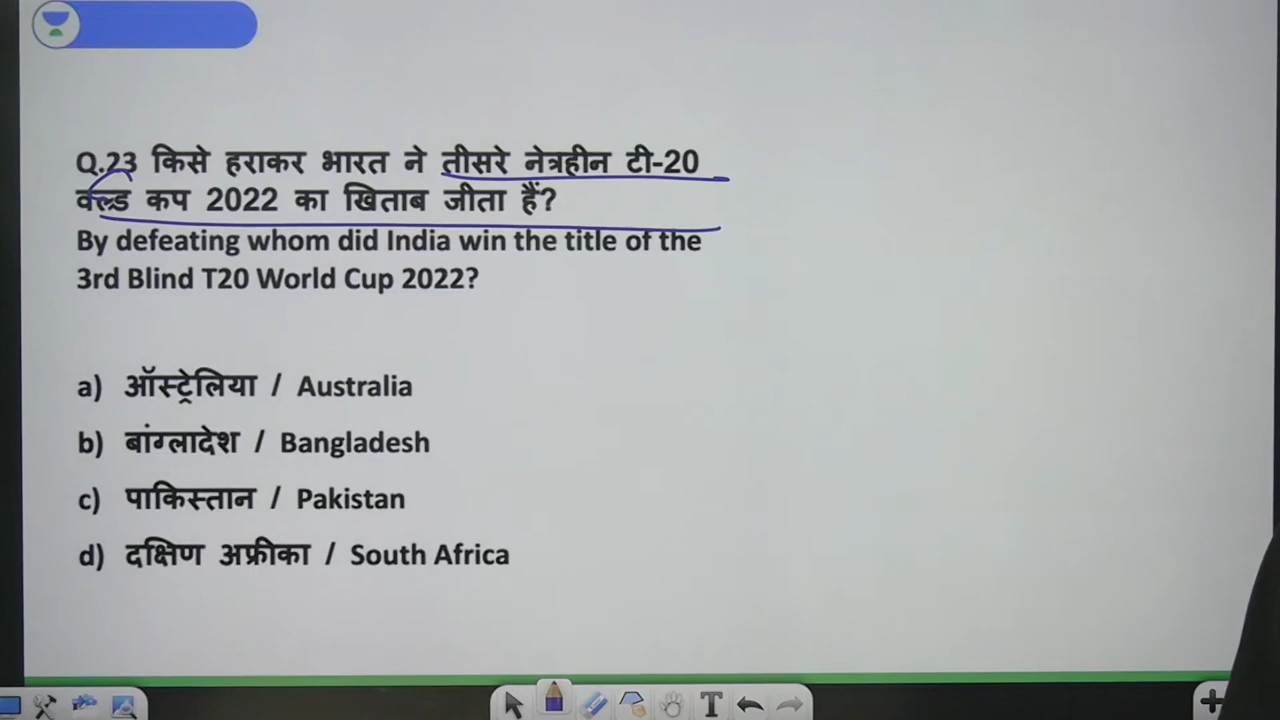 Q.23 किसे हराकर भारत ने तीसरे नेत्रहीन टी-20
वर्ल्ड कप 2022 का खिताब जीता हैं?
By defeating whom did India win the title of the
3rd Blind T20 World Cup 2022?
a) ऑस्ट्रेलिया / Australia
b) बांग्लादेश / Bangladesh
c) पाकिस्तान / Pakistan
d) दक्षिण अफ्रीका / South Africa
T